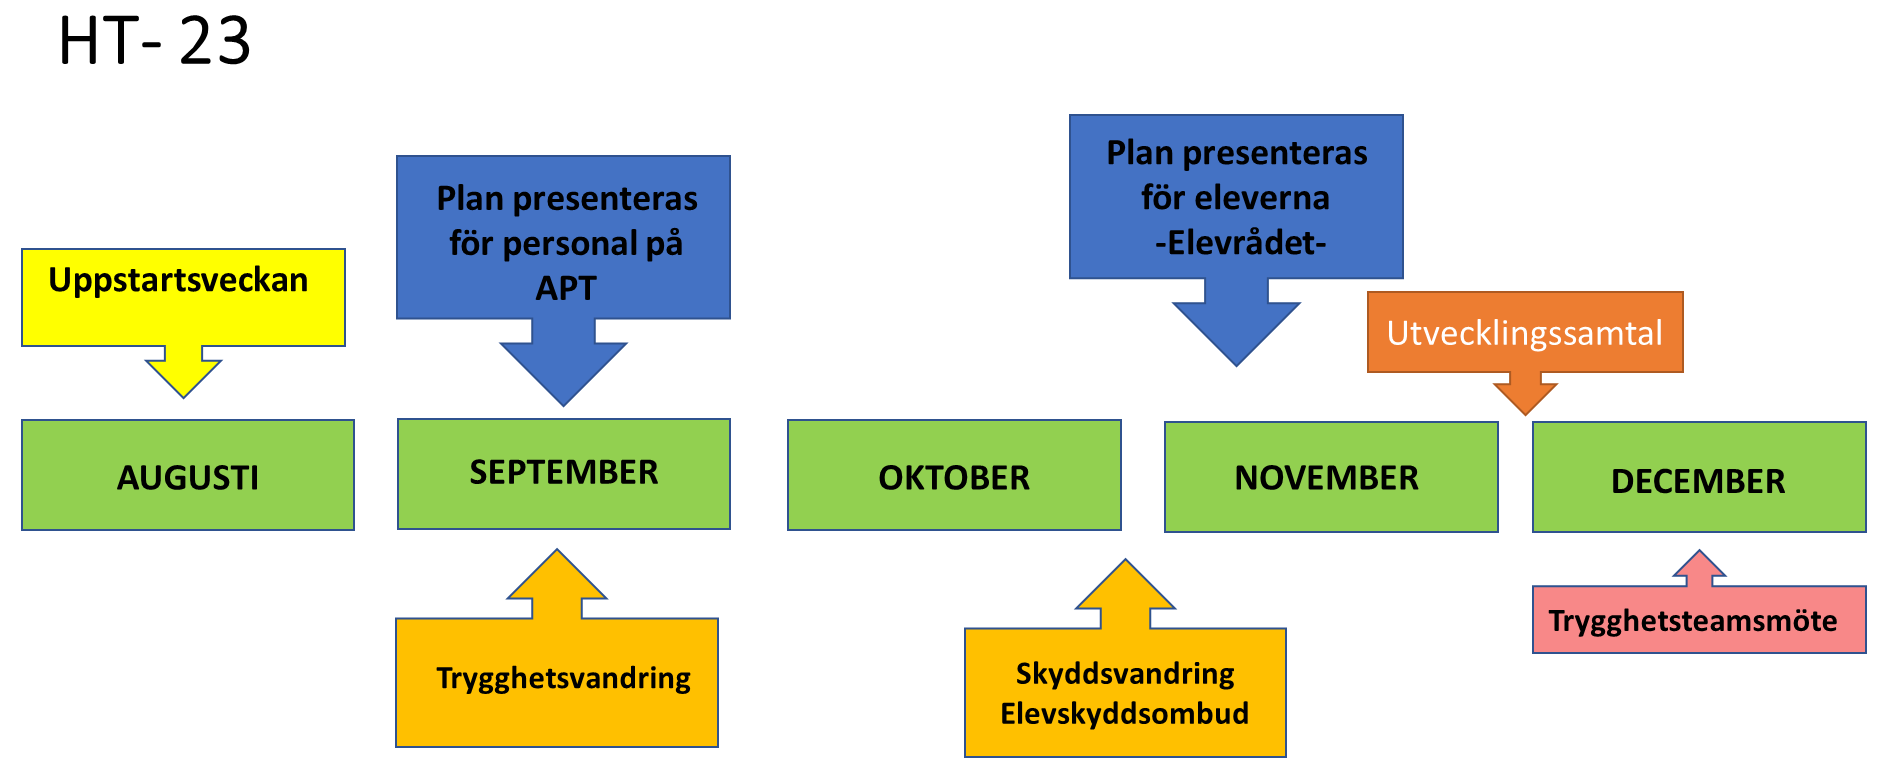 HT- 23
Plan presenteras
för personal på
APT
Plan presenteras
för eleverna
-Elevrådet-
Uppstartsveckan
Utvecklingssamtal
AUGUSTI
SEPTEMBER
OKTOBER
NOVEMBER
DECEMBER
Trygghetsvandring
Skyddsvandring
Elevskyddsombud
Trygghetsteamsmöte